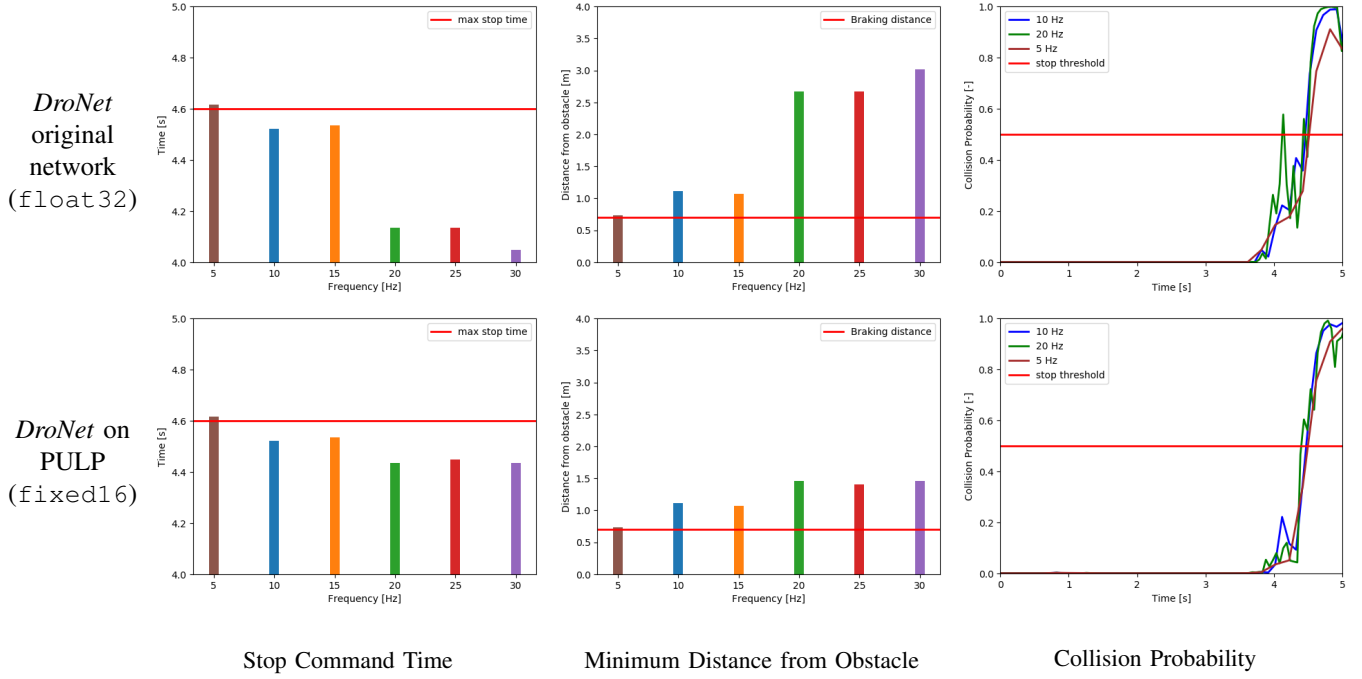 DroNet
original
network
(float32)
5.0
4.8
4.6
4.4
4.2
4.0
Time [s]
max stop time
5 10 15 20 25 30
Frequency [Hz]
4.0
3.5
3.0
2.5
2.0
1.5
1.0
0.5
0.0
Distance from obstacle [m]
Braking distance
5 10 15 20 25 30
Frequency [Hz]
1.0
0.8
0.6
0.4
0.2
0.0
Collision Probability [-]
10 Hz
20 Hz
5 Hz
stop threshold
0 1 2 3 4 5
Time [s]
DroNet on
PULP
(fixed16)
5.0
4.8
4.6
4.4
4.2
4.0
Time [s]
max stop time
5 10 15 20 25 30
Frequency [Hz]
4.0
3.5
3.0
2.5
2.0
1.5
1.0
0.5
0.0
Distance from obstacle [m]
Braking distance
5 10 15 20 25 30
Frequency [Hz]
1.0
0.8
0.6
0.4
0.2
0.0
Collision Probability [-]
10 Hz
20 Hz
5 Hz
stop threshold
0 1 2 3 4 5
Time [s]
Stop Command Time
Minimum Distance from Obstacle
Collision Probability